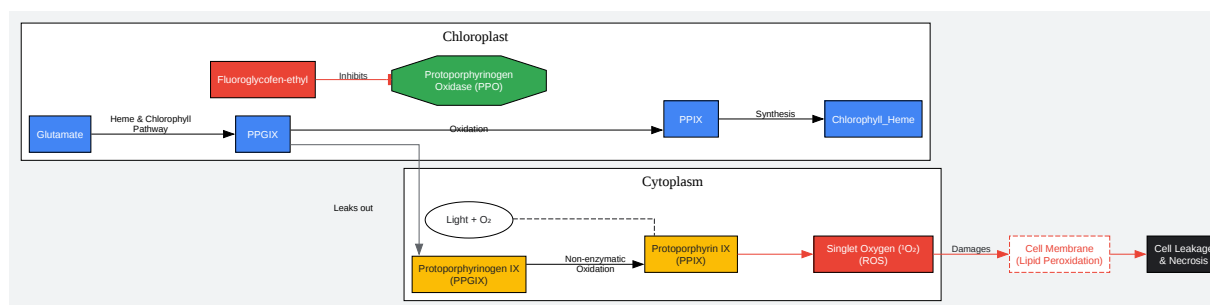 Chloroplast
Fluoroglycofen-ethyl
Inhibits
Protoporphyrinogen
Oxidase (PPO)
Glutamate
Heme & Chlorophyll
Pathway
PPGIX
Oxidation
PPIX
Synthesis
Chlorophyll_Heme
Cytoplasm
Leaks out
Light + O₂
Protoporphyrinogen IX
(PPGIX)
Non-enzymatic
Oxidation
Protoporphyrin IX
(PPIX)
Singlet Oxygen (¹O₂)
(ROS)
Damages
Cell Membrane
(Lipid Peroxidation)
Cell Leakage
& Necrosis